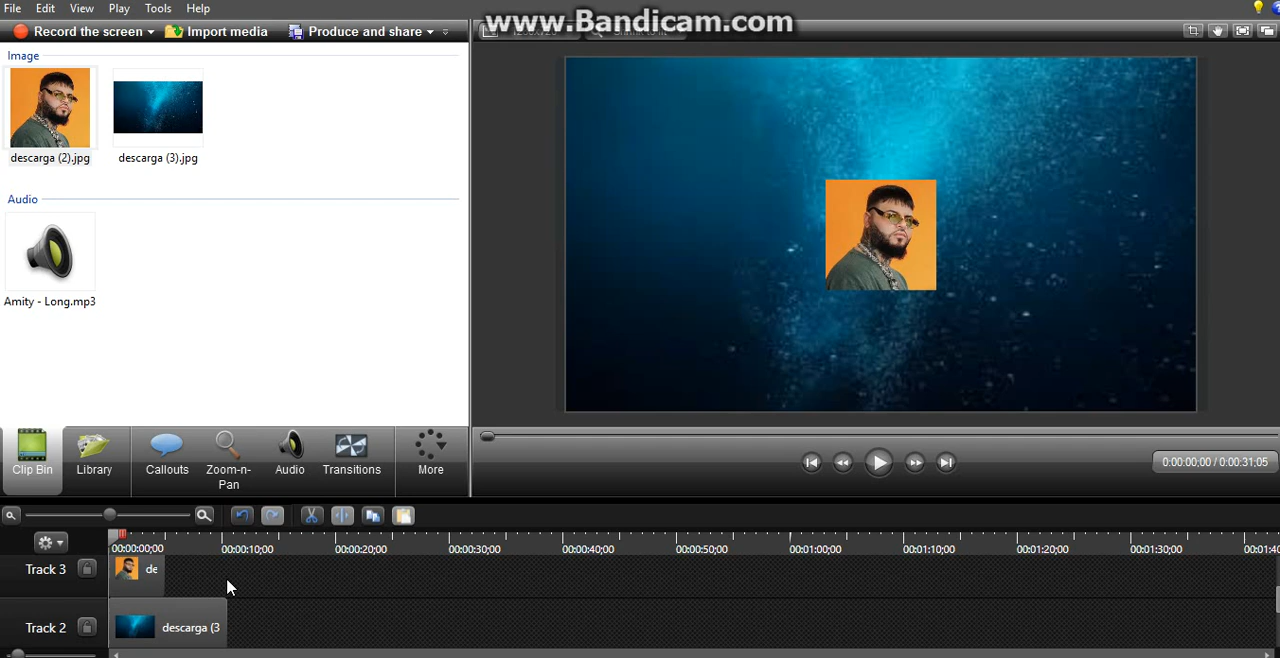 File Edit View Play Tools Help
www.Bandicam.com
Record the screen Import media Produce and share
Image
descarga (2).jpg descarga (3).jpg
Audio
Amity - Long.mp3
Clip Bin Library Callouts Zoom-n-Pan Audio Transitions More
0:00:00;00 / 0:00:31;05
00:00:00;00 00:00:10;00 00:00:20;00 00:00:30;00 00:00:40;00 00:00:50;00 00:01:00;00 00:01:10;00 00:01:20;00 00:01:30;00 00:01:40
Track 3 de
Track 2 descarga (3